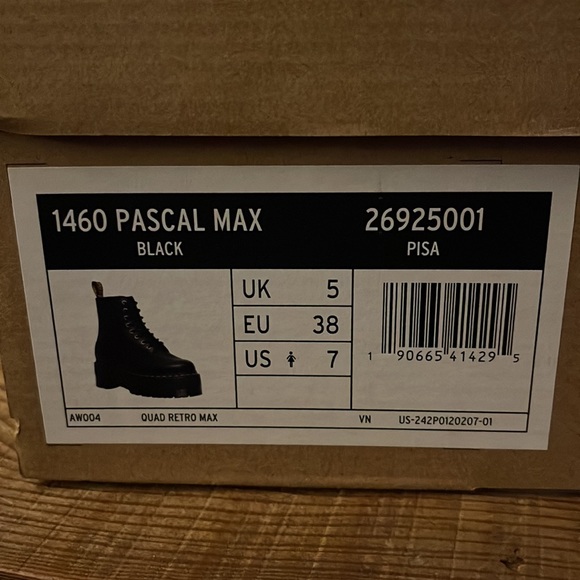 1460 PASCAL MAX 26925001
BLACK PISA
UK 5
EU 38
US 7
1 90665 41429 5
AW004 QUAD RETRO MAX VN US-242P0120207-01